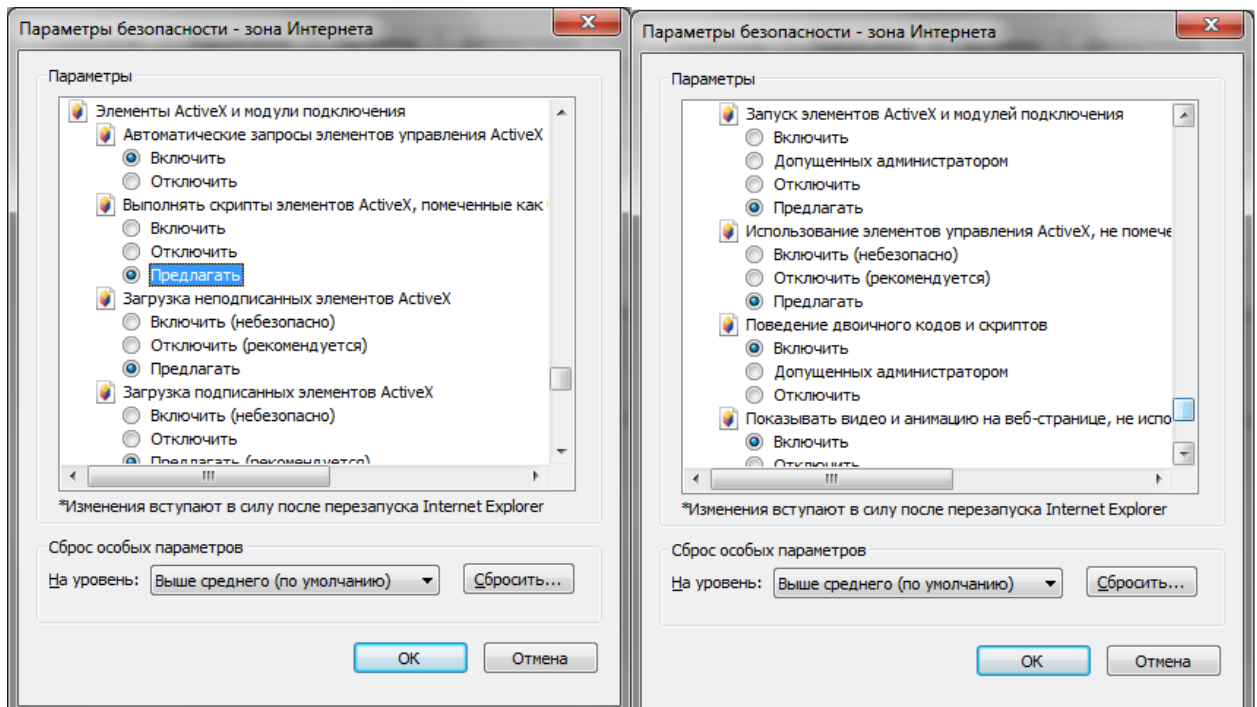 Параметры безопасности - зона Интернета
Параметры
Элементы ActiveX и модули подключения
Автоматические запросы элементов управления ActiveX
Включить
Отключить
Выполнять скрипты элементов ActiveX, помеченные как
Включить
Отключить
Предлагать
Загрузка неподписанных элементов ActiveX
Включить (небезопасно)
Отключить (рекомендуется)
Предлагать
Загрузка подписанных элементов ActiveX
Включить (небезопасно)
Отключить
Предлагать (рекомендуется)
*Изменения вступают в силу после перезапуска Internet Explorer
Сброс особых параметров
На уровень: Выше среднего (по умолчанию) Сбросить...
OK Отмена
Параметры безопасности - зона Интернета
Параметры
Запуск элементов ActiveX и модулей подключения
Включить
Допущенных администратором
Отключить
Предлагать
Использование элементов управления ActiveX, не помече
Включить (небезопасно)
Отключить (рекомендуется)
Предлагать
Поведение двоичного кодов и скриптов
Включить
Допущенных администратором
Отключить
Показывать видео и анимацию на веб-странице, не испо
Включить
Отключить
*Изменения вступают в силу после перезапуска Internet Explorer
Сброс особых параметров
На уровень: Выше среднего (по умолчанию) Сбросить...
OK Отмена